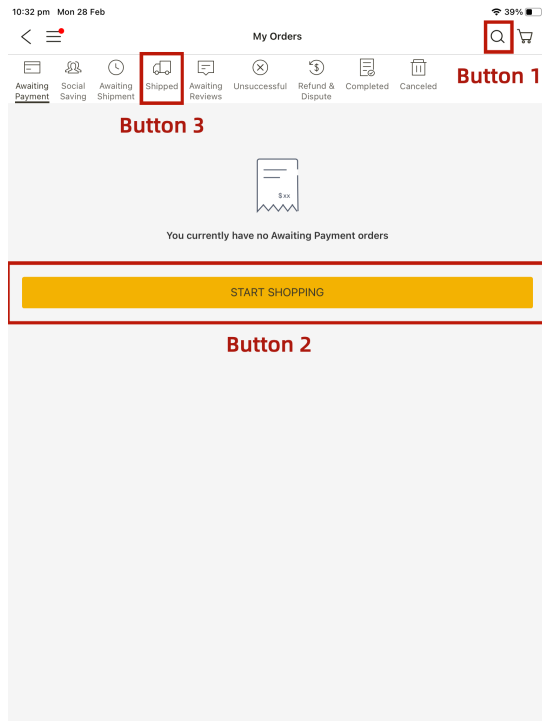 10:32 pm Mon 28 Feb
39%
My Orders
Button 1
Awaiting Payment
Social Saving
Awaiting Shipment
Shipped
Awaiting Reviews
Unsuccessful
Refund & Dispute
Completed
Canceled
Button 3
$xx
You currently have no Awaiting Payment orders
START SHOPPING
Button 2